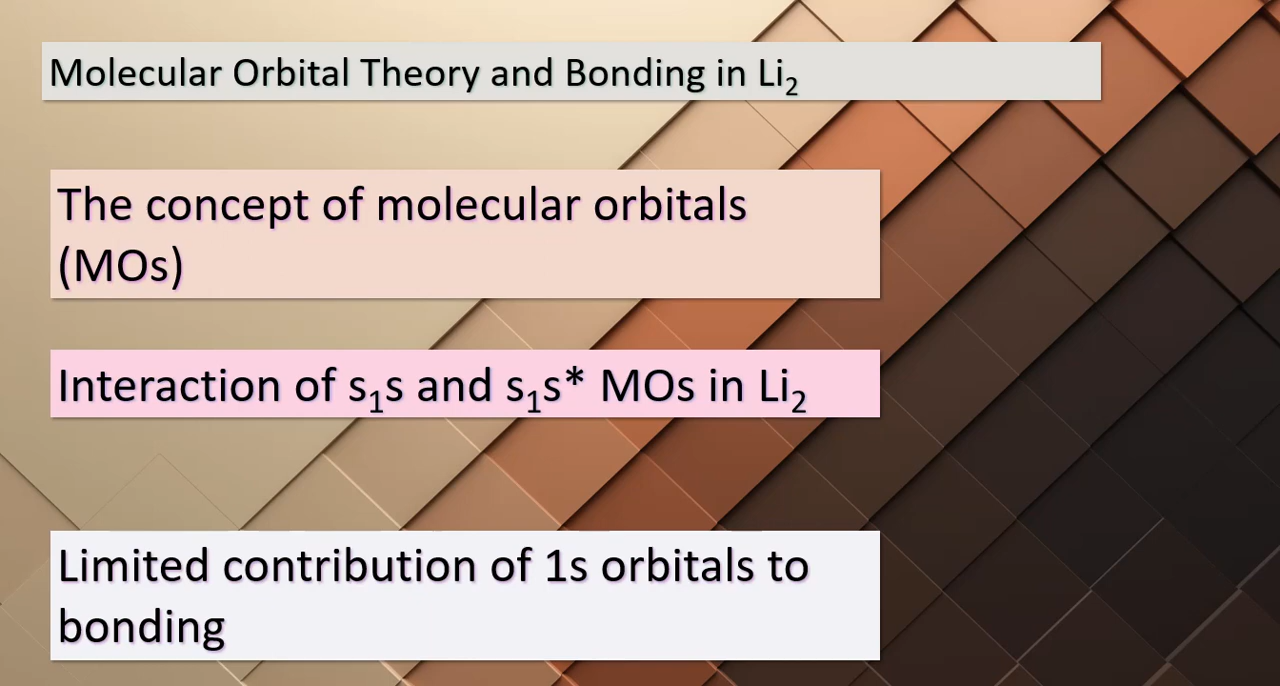 Molecular Orbital Theory and Bonding in Li₂
The concept of molecular orbitals
(MOs)
Interaction of s₁s and s₁s* MOs in Li₂
Limited contribution of 1s orbitals to
bonding